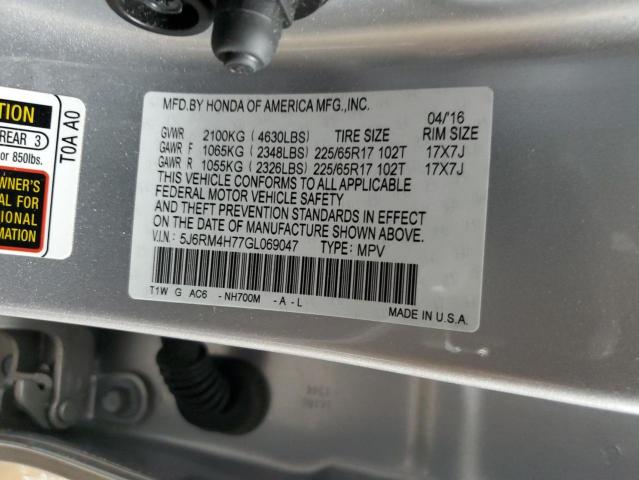 TION
REAR 3
or 850lbs.
WNER'S
AL FOR
IONAL
RMATION
T0A A0
MFD.BY HONDA OF AMERICA MFG.,INC.
04/16
GVWR 2100KG ( 4630LBS) TIRE SIZE RIM SIZE
GAWR F 1065KG ( 2348LBS) 225/65R17 102T 17X7J
GAWR R 1055KG ( 2326LBS) 225/65R17 102T 17X7J
THIS VEHICLE CONFORMS TO ALL APPLICABLE
FEDERAL MOTOR VEHICLE SAFETY
AND THEFT PREVENTION STANDARDS IN EFFECT
ON THE DATE OF MANUFACTURE SHOWN ABOVE.
V.I.N.: 5J6RM4H77GL069047 TYPE: MPV
T1W G AC6 - NH700M - A - L
MADE IN U.S.A.